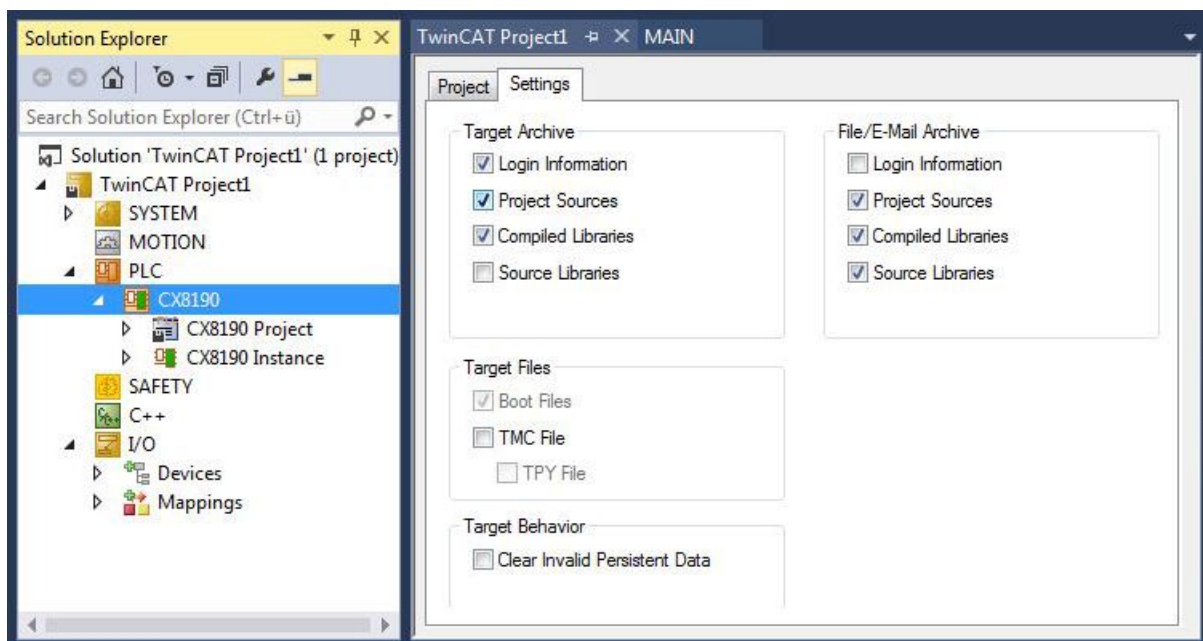 Solution Explorer
Search Solution Explorer (Ctrl+ü)
Solution 'TwinCAT Project1' (1 project)
TwinCAT Project1
SYSTEM
MOTION
PLC
CX8190
CX8190 Project
CX8190 Instance
SAFETY
C++
I/O
Devices
Mappings
TwinCAT Project1 MAIN
Project Settings
Target Archive
Login Information
Project Sources
Compiled Libraries
Source Libraries
File/E-Mail Archive
Login Information
Project Sources
Compiled Libraries
Source Libraries
Target Files
Boot Files
TMC File
TPY File
Target Behavior
Clear Invalid Persistent Data